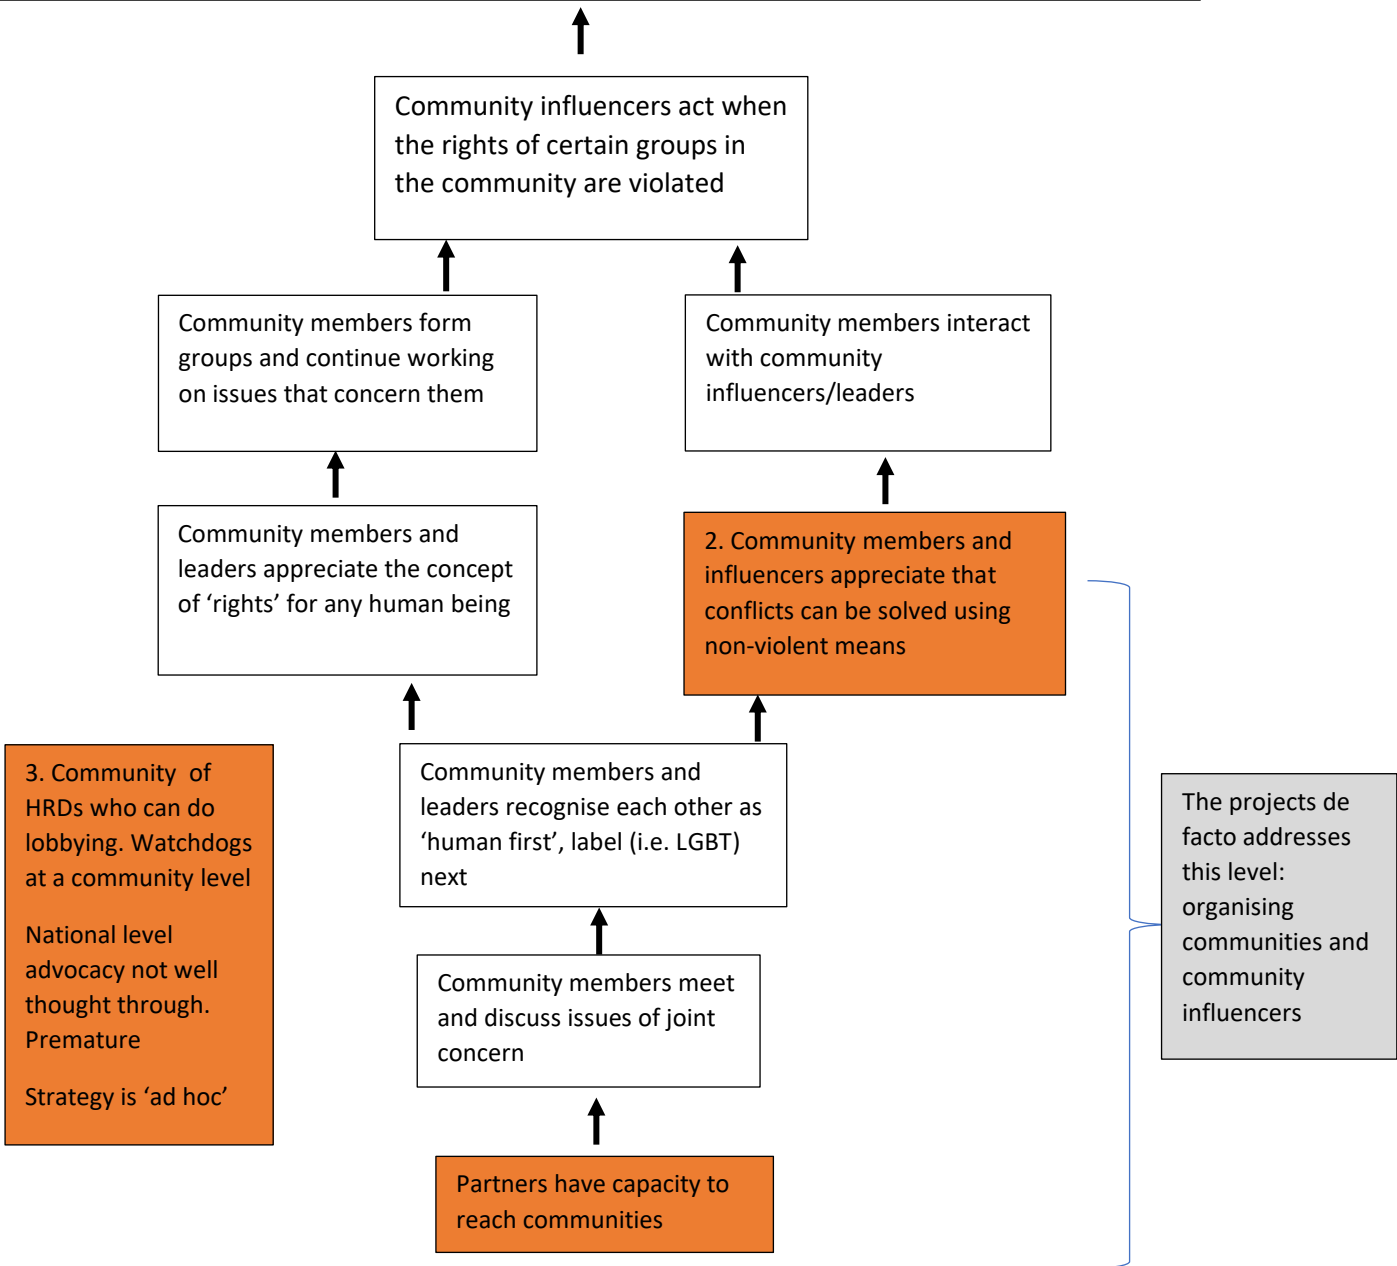 Community influencers act when
the rights of certain groups in
the community are violated
Community members form
groups and continue working
on issues that concern them
Community members interact
with community
influencers/leaders
Community members and
leaders appreciate the concept
of ‘rights’ for any human being
2. Community members and
influencers appreciate that
conflicts can be solved using
non-violent means
3. Community of
HRDs who can do
lobbying. Watchdogs
at a community level
National level
advocacy not well
thought through.
Premature
Strategy is ‘ad hoc’
Community members and
leaders recognise each other as
‘human first’, label (i.e. LGBT)
next
The projects de
facto addresses
this level:
organising
communities and
community
influencers
Community members meet
and discuss issues of joint
concern
Partners have capacity to
reach communities